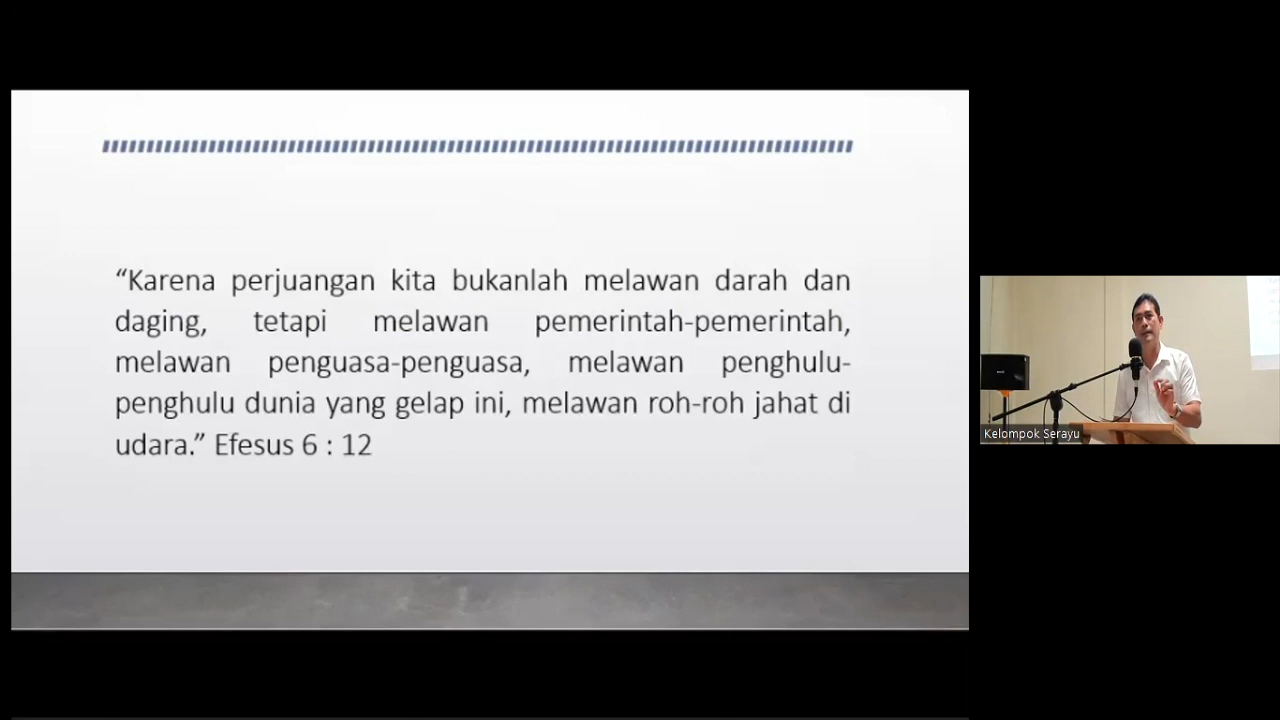 “Karena perjuangan kita bukanlah melawan darah dan
daging, tetapi melawan pemerintah-pemerintah,
melawan penguasa-penguasa, melawan penghulu-
penghulu dunia yang gelap ini, melawan roh-roh jahat di
udara.” Efesus 6 : 12
Kelompok Serayu